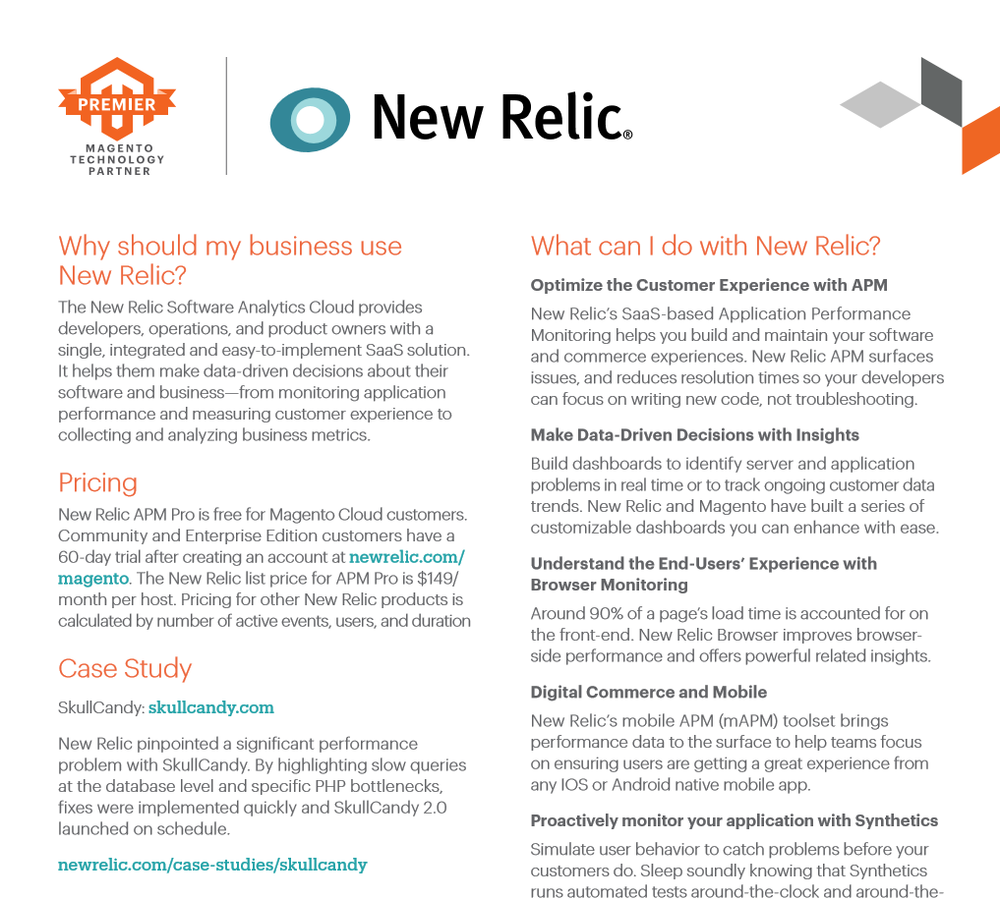 PREMIER
MAGENTO
TECHNOLOGY
PARTNER
New Relic®
Why should my business use
New Relic?
The New Relic Software Analytics Cloud provides
developers, operations, and product owners with a
single, integrated and easy-to-implement SaaS solution.
It helps them make data-driven decisions about their
software and business—from monitoring application
performance and measuring customer experience to
collecting and analyzing business metrics.
Pricing
New Relic APM Pro is free for Magento Cloud customers.
Community and Enterprise Edition customers have a
60-day trial after creating an account at newrelic.com/
magento. The New Relic list price for APM Pro is $149/
month per host. Pricing for other New Relic products is
calculated by number of active events, users, and duration
Case Study
SkullCandy: skullcandy.com
New Relic pinpointed a significant performance
problem with SkullCandy. By highlighting slow queries
at the database level and specific PHP bottlenecks,
fixes were implemented quickly and SkullCandy 2.0
launched on schedule.
newrelic.com/case-studies/skullcandy
What can I do with New Relic?
Optimize the Customer Experience with APM
New Relic's SaaS-based Application Performance
Monitoring helps you build and maintain your software
and commerce experiences. New Relic APM surfaces
issues, and reduces resolution times so your developers
can focus on writing new code, not troubleshooting.
Make Data-Driven Decisions with Insights
Build dashboards to identify server and application
problems in real time or to track ongoing customer data
trends. New Relic and Magento have built a series of
customizable dashboards you can enhance with ease.
Understand the End-Users' Experience with
Browser Monitoring
Around 90% of a page's load time is accounted for on
the front-end. New Relic Browser improves browser-
side performance and offers powerful related insights.
Digital Commerce and Mobile
New Relic's mobile APM (mAPM) toolset brings
performance data to the surface to help teams focus
on ensuring users are getting a great experience from
any IOS or Android native mobile app.
Proactively monitor your application with Synthetics
Simulate user behavior to catch problems before your
customers do. Sleep soundly knowing that Synthetics
runs automated tests around-the-clock and around-the-